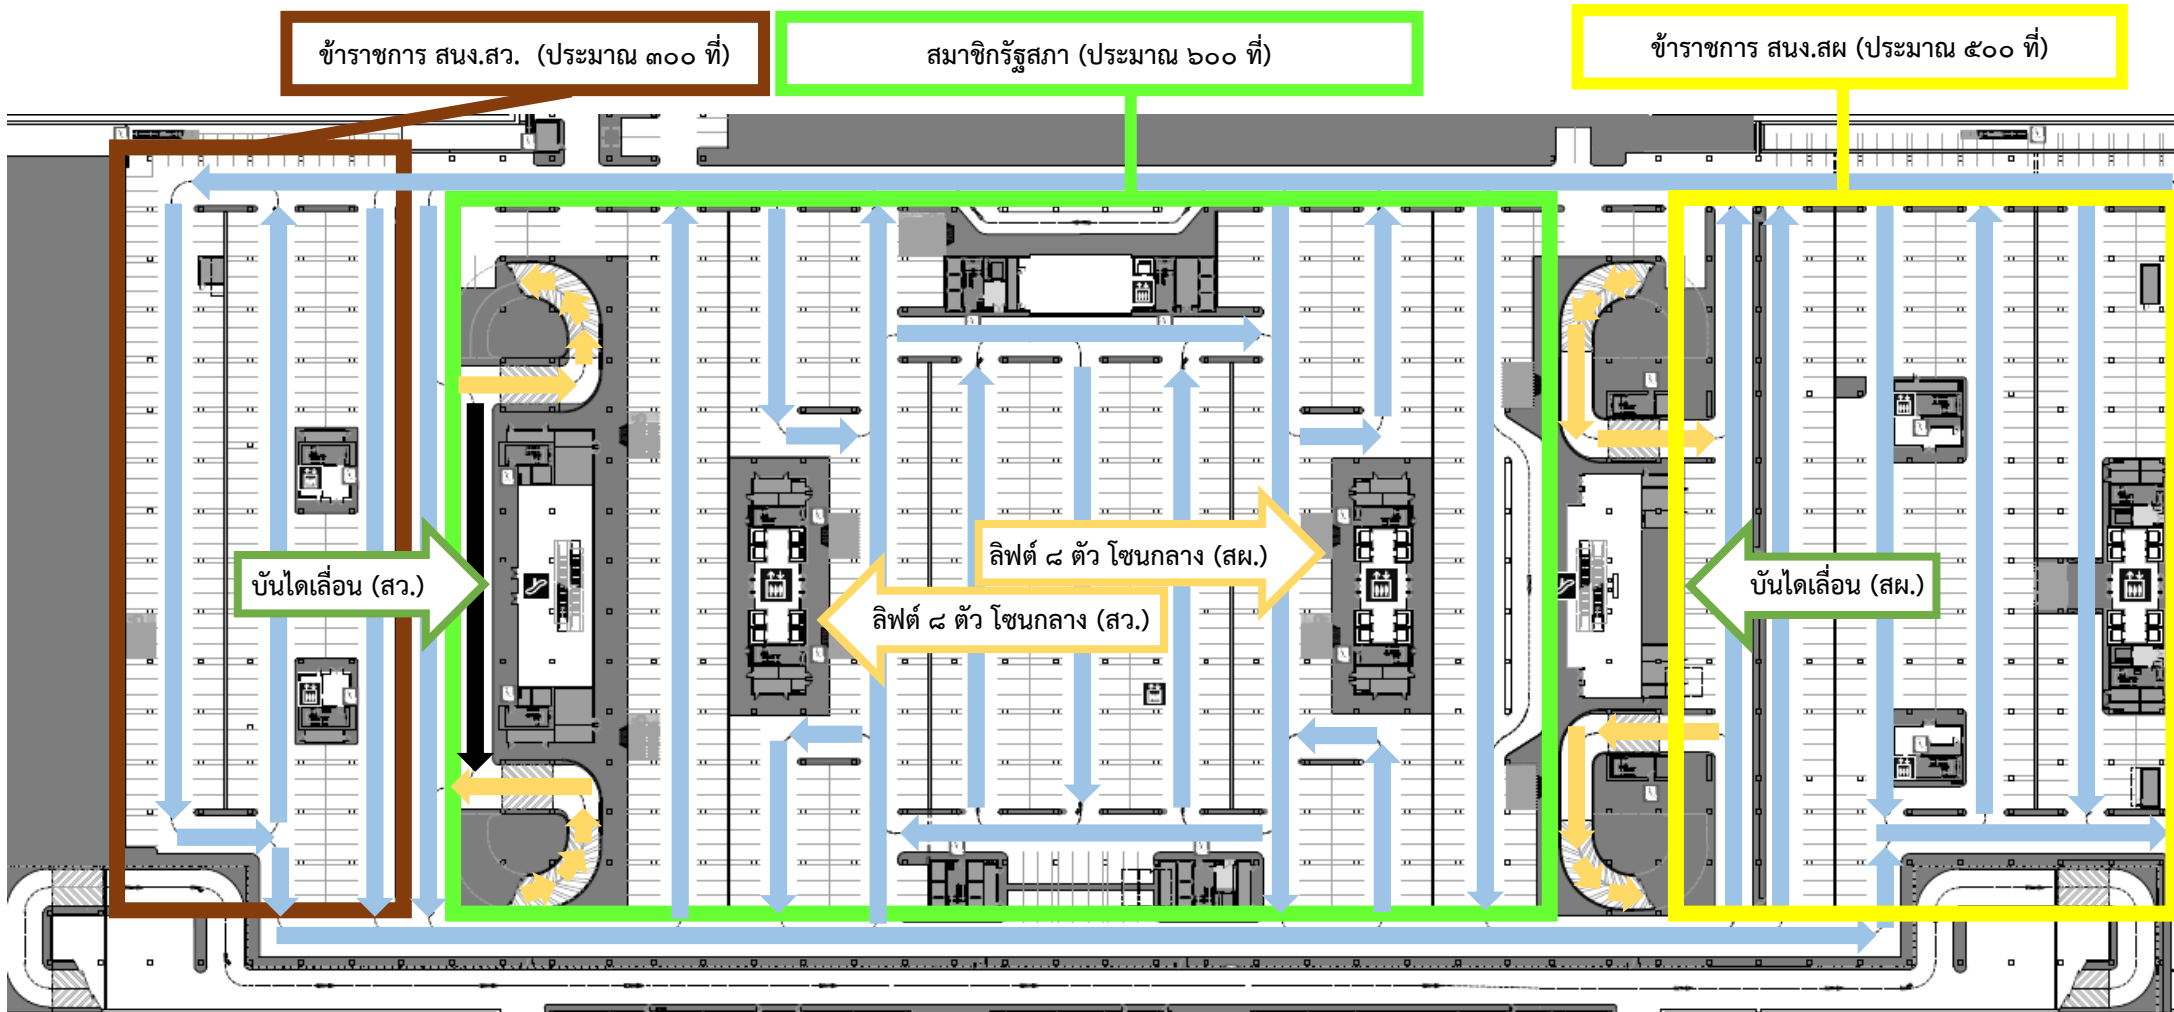 ข้าราชการ สนง.สว. (ประมาณ ๓๐๐ ที่)
สมาชิกรัฐสภา (ประมาณ ๖๐๐ ที่)
ข้าราชการ สนง.สผ (ประมาณ ๕๐๐ ที่)
ลิฟต์ ๘ ตัว โซนกลาง (สผ.)
บันไดเลื่อน (สว.)
บันไดเลื่อน (สผ.)
ลิฟต์ ๘ ตัว โซนกลาง (สว.)